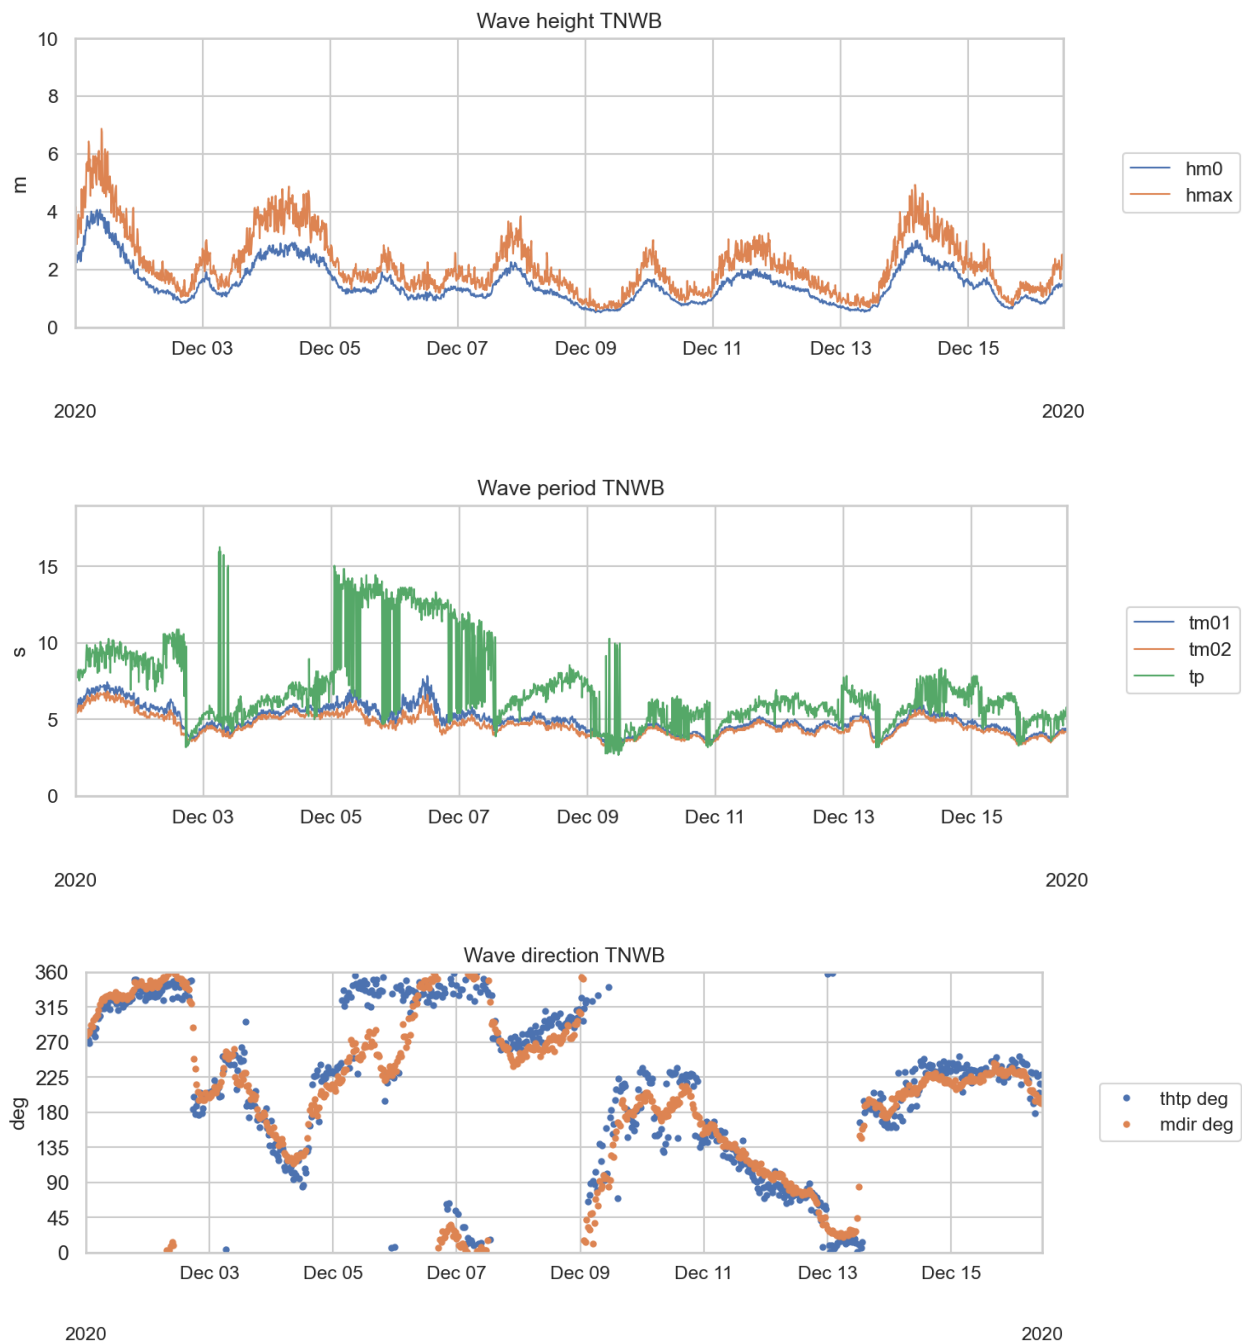 Wave height TNWB
10
8
6
4
2
0
m
hm0
hmax
Dec 03 Dec 05 Dec 07 Dec 09 Dec 11 Dec 13 Dec 15
2020 2020
Wave period TNWB
15
10
5
0
s
tm01
tm02
tp
Dec 03 Dec 05 Dec 07 Dec 09 Dec 11 Dec 13 Dec 15
2020 2020
Wave direction TNWB
360
315
270
225
180
135
90
45
0
deg
thtp deg
mdir deg
Dec 03 Dec 05 Dec 07 Dec 09 Dec 11 Dec 13 Dec 15
2020 2020